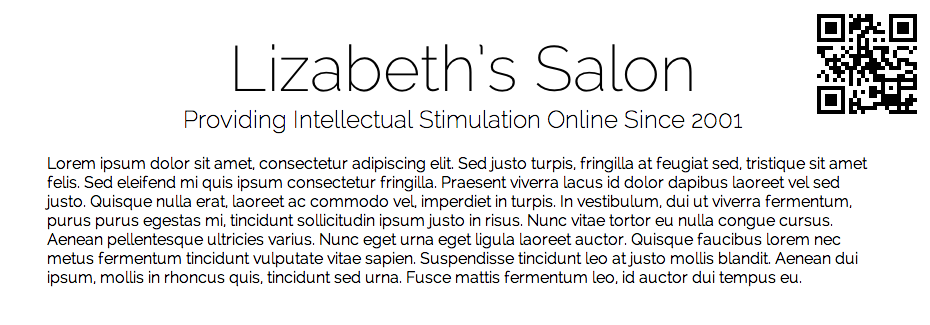 Lizabeth's Salon
Providing Intellectual Stimulation Online Since 2001
Lorem ipsum dolor sit amet, consectetur adipiscing elit. Sed justo turpis, fringilla at feugiat sed, tristique sit amet
felis. Sed eleifend mi quis ipsum consectetur fringilla. Praesent viverra lacus id dolor dapibus laoreet vel sed
justo. Quisque nulla erat, laoreet ac commodo vel, imperdiet in turpis. In vestibulum, dui ut viverra fermentum,
purus purus egestas mi, tincidunt sollicitudin ipsum justo in risus. Nunc vitae tortor eu nulla congue cursus.
Aenean pellentesque ultricies varius. Nunc eget urna eget ligula laoreet auctor. Quisque faucibus lorem nec
metus fermentum tincidunt vulputate vitae sapien. Suspendisse tincidunt leo at justo mollis blandit. Aenean dui
ipsum, mollis in rhoncus quis, tincidunt sed urna. Fusce mattis fermentum leo, id auctor dui tempus eu.